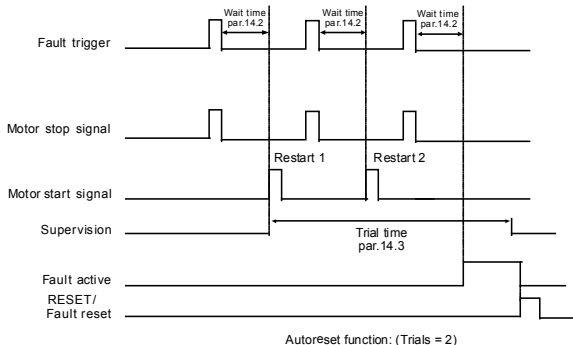 Wait time
par.14.2
Wait time
par.14.2
Wait time
par.14.2
Fault trigger
Motor stop signal
Restart 1
Restart 2
Motor start signal
Supervision
Trial time
par.14.3
Fault active
RESET/
Fault reset
Autoreset function: (Trials = 2)